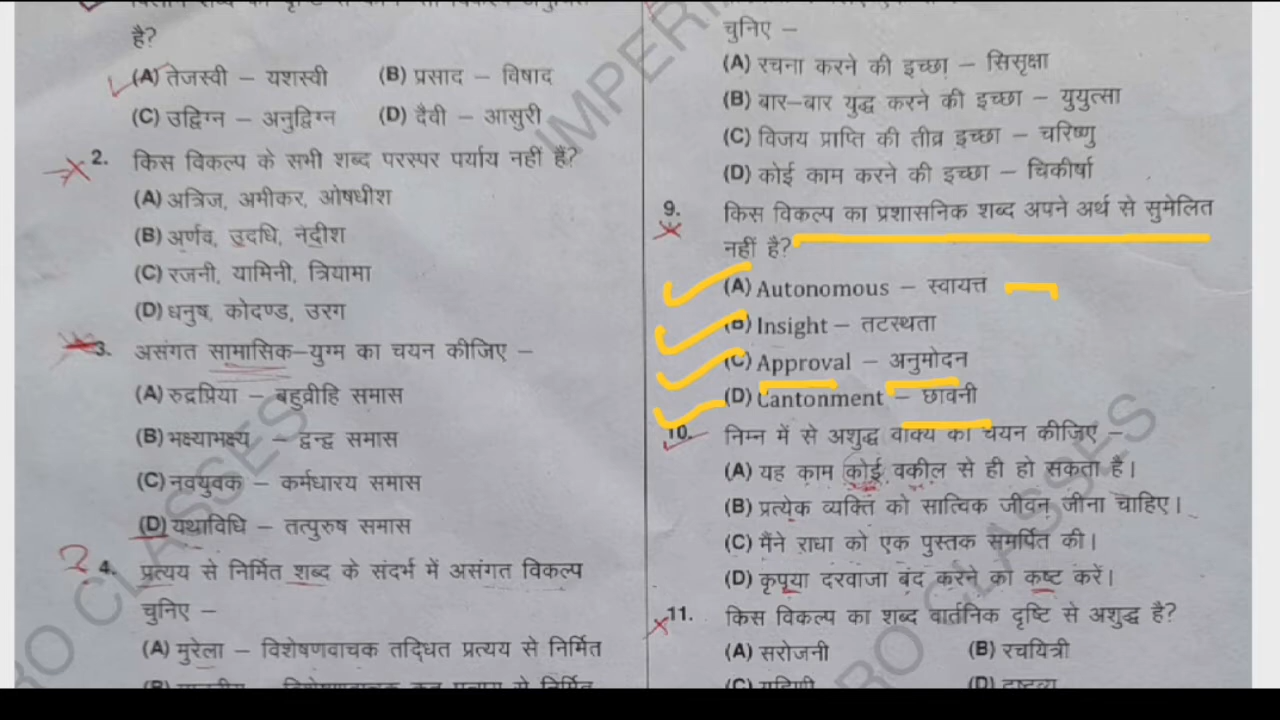 है?
(A) तेजस्वी – यशस्वी (B) प्रसाद – विषाद
(C) उद्विग्न – अनुद्विग्न (D) दैवी – आसुरी
2. किस विकल्प के सभी शब्द परस्पर पर्याय नहीं हैं?
(A) अत्रिज, अमीकर, ओषधीश
(B) अर्णव, उदधि, नदीश
(C) रजनी, यामिनी, त्रियामा
(D) धनुष, कोदण्ड, उरग
3. असंगत सामासिक–युग्म का चयन कीजिए –
(A) रुद्रप्रिया – बहुव्रीहि समास
(B) भक्ष्याभक्ष्य – द्वन्द्व समास
(C) नवयुवक – कर्मधारय समास
(D) यथाविधि – तत्पुरुष समास
4. प्रत्यय से निर्मित शब्द के संदर्भ में असंगत विकल्प
चुनिए –
(A) मुरेला – विशेषणवाचक तद्धित प्रत्यय से निर्मित
चुनिए –
(A) रचना करने की इच्छा – सिसृक्षा
(B) बार–बार युद्ध करने की इच्छा – युयुत्सा
(C) विजय प्राप्ति की तीव्र इच्छा – चरिष्णु
(D) कोई काम करने की इच्छा – चिकीर्षा
9. किस विकल्प का प्रशासनिक शब्द अपने अर्थ से सुमेलित
नहीं है?
(A) Autonomous – स्वायत्त
(B) Insight – तटस्थता
(C) Approval – अनुमोदन
(D) Cantonment – छावनी
10. निम्न में से अशुद्ध वाक्य का चयन कीजिए –
(A) यह काम कोई वकील से ही हो सकता है।
(B) प्रत्येक व्यक्ति को सात्विक जीवन जीना चाहिए।
(C) मैंने राधा को एक पुस्तक समर्पित की।
(D) कृपया दरवाजा बंद करने का कष्ट करें।
11. किस विकल्प का शब्द वार्तनिक दृष्टि से अशुद्ध है?
(A) सरोजनी (B) रचयित्री
CLASSES